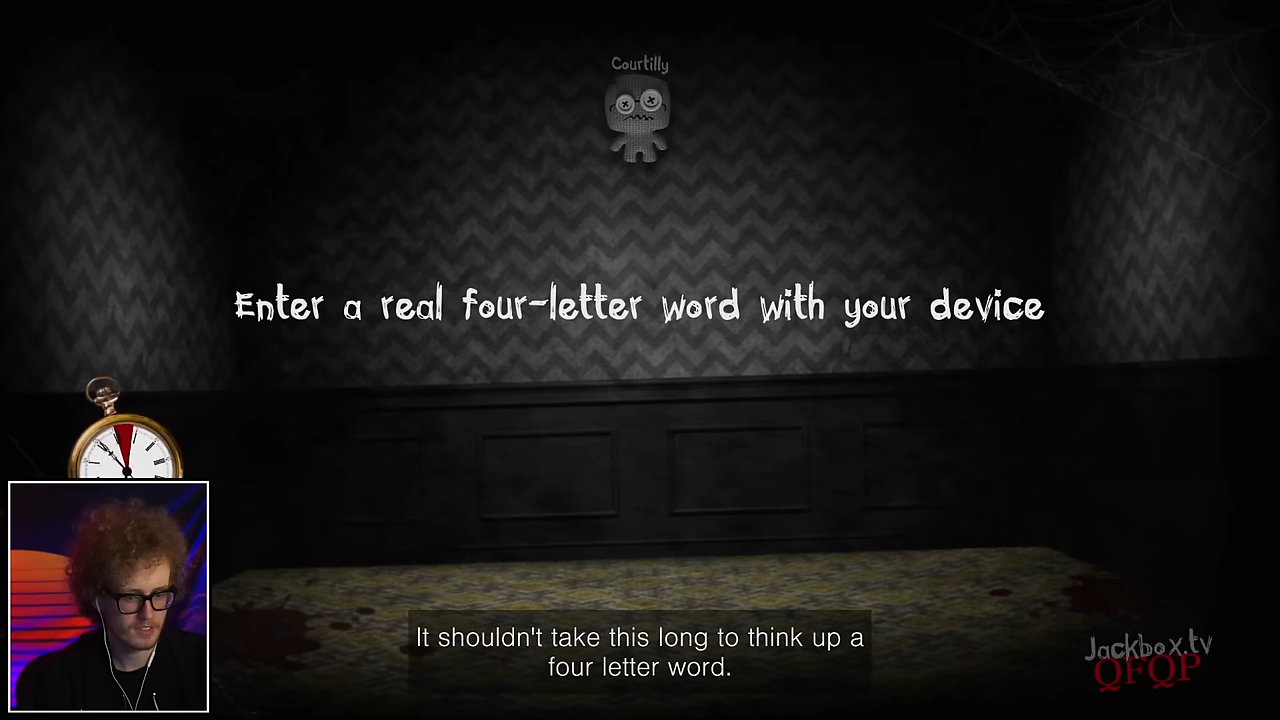 Courtilly
Enter a real four-letter word with your device
It shouldn't take this long to think up a
four letter word.
Jackbox.tv
QFQP